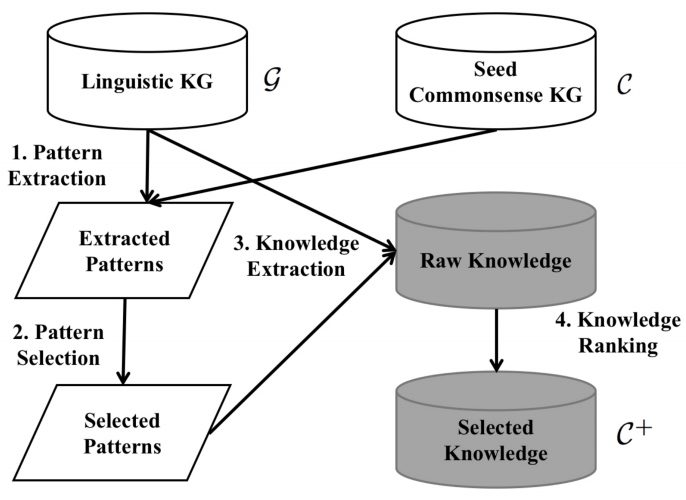 Linguistic KG
𝒢
Seed
Commonsense KG
𝒞
1. Pattern
Extraction
Extracted
Patterns
3. Knowledge
Extraction
Raw Knowledge
2. Pattern
Selection
4. Knowledge
Ranking
Selected
Patterns
Selected
Knowledge
𝒞+